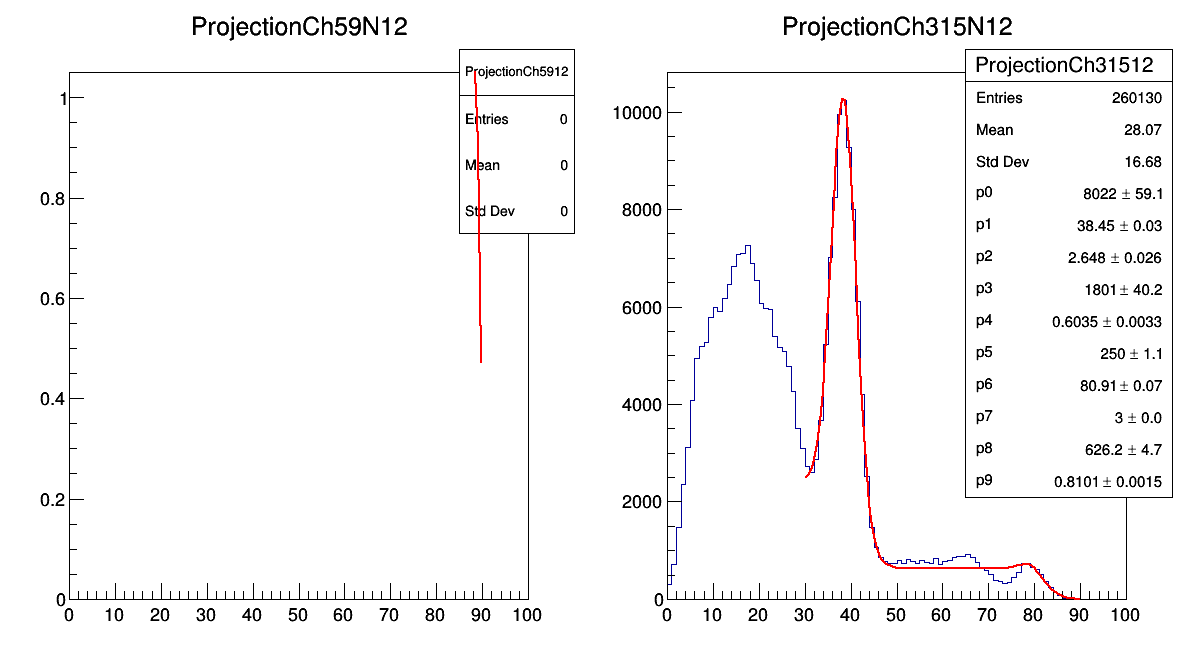 ProjectionCh59N12
ProjectionCh5912
Entries 0
Mean 0
Std Dev 0
1
0.8
0.6
0.4
0.2
0
0 10 20 30 40 50 60 70 80 90 100
ProjectionCh315N12
ProjectionCh31512
Entries 260130
Mean 28.07
Std Dev 16.68
p0 8022 ± 59.1
p1 38.45 ± 0.03
p2 2.648 ± 0.026
p3 1801 ± 40.2
p4 0.6035 ± 0.0033
p5 250 ± 1.1
p6 80.91 ± 0.07
p7 3 ± 0.0
p8 626.2 ± 4.7
p9 0.8101 ± 0.0015
10000
8000
6000
4000
2000
0
0 10 20 30 40 50 60 70 80 90 100